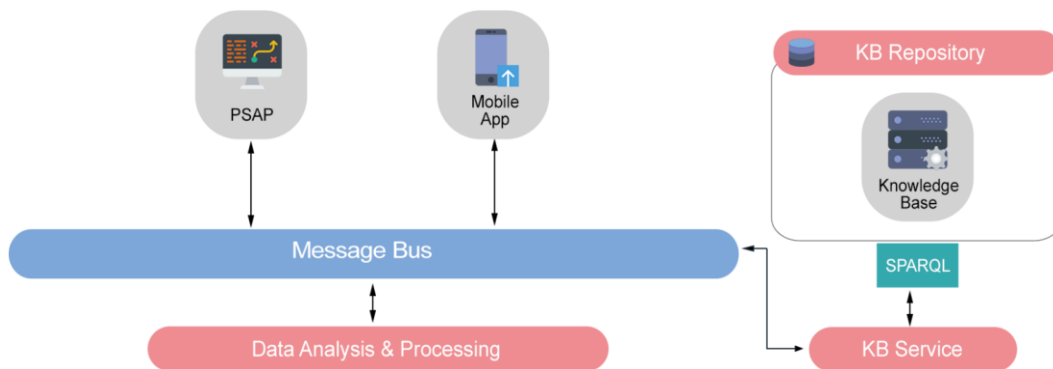 PSAP
Mobile
App
KB Repository
Knowledge
Base
Message Bus
SPARQL
Data Analysis & Processing
KB Service